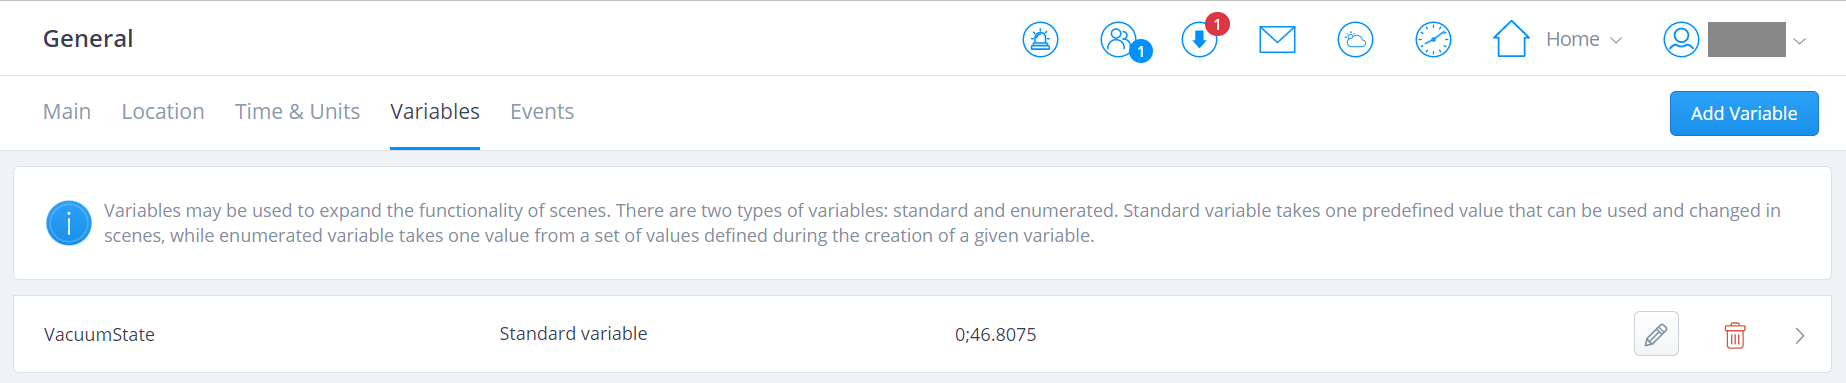 General
1
1
Home
Main Location Time & Units Variables Events
Add Variable
Variables may be used to expand the functionality of scenes. There are two types of variables: standard and enumerated. Standard variable takes one predefined value that can be used and changed in
scenes, while enumerated variable takes one value from a set of values defined during the creation of a given variable.
VacuumState Standard variable 0;46.8075